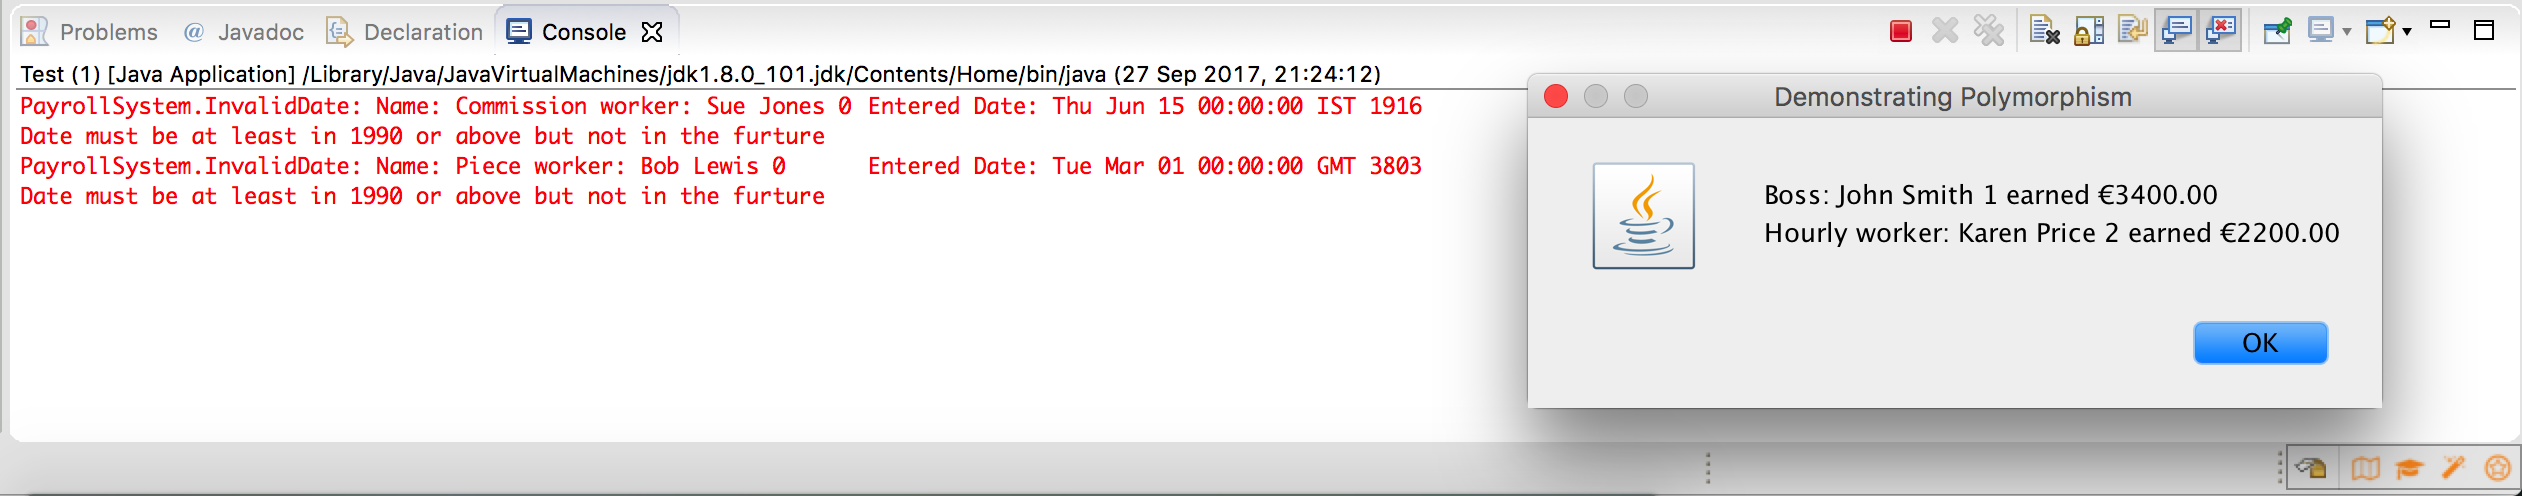 Problems @ Javadoc Declaration Console
Test (1) [Java Application] /Library/Java/JavaVirtualMachines/jdk1.8.0_101.jdk/Contents/Home/bin/java (27 Sep 2017, 21:24:12)
PayrollSystem.InvalidDate: Name: Commission worker: Sue Jones 0 Entered Date: Thu Jun 15 00:00:00 IST 1916
Date must be at least in 1990 or above but not in the furture
PayrollSystem.InvalidDate: Name: Piece worker: Bob Lewis 0 Entered Date: Tue Mar 01 00:00:00 GMT 3803
Date must be at least in 1990 or above but not in the furture
Demonstrating Polymorphism
Boss: John Smith 1 earned €3400.00
Hourly worker: Karen Price 2 earned €2200.00
OK